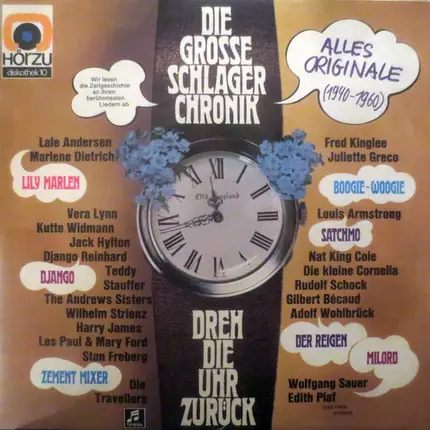 HÖRZU
diskothek 10
DIE
GROSSE
SCHLAGER
CHRONIK
ALLES
ORIGINALE
(1940-1960)
Wir lesen
die Zeitgeschichte
an ihren
berühmtesten
Liedern ab
Lale Andersen
Marlene Dietrich
LILY MARLEN
Vera Lynn
Kutte Widmann
Jack Hylton
Django Reinhard
DJANGO
Teddy
Stauffer
The Andrews Sisters
Wilhelm Strienz
Harry James
Les Paul & Mary Ford
Stan Freberg
ZEMENT MIXER
Die
Travellers
Old England
DREH
DIE
UHR
ZURÜCK
Fred Kinglee
Juliette Greco
BOOGIE-WOOGIE
Louis Armstrong
SATCHMO
Nat King Cole
Die kleine Cornelia
Rudolf Schock
Gilbert Bécaud
Adolf Wohlbrück
DER REIGEN
MILORD
Wolfgang Sauer
Edith Piaf